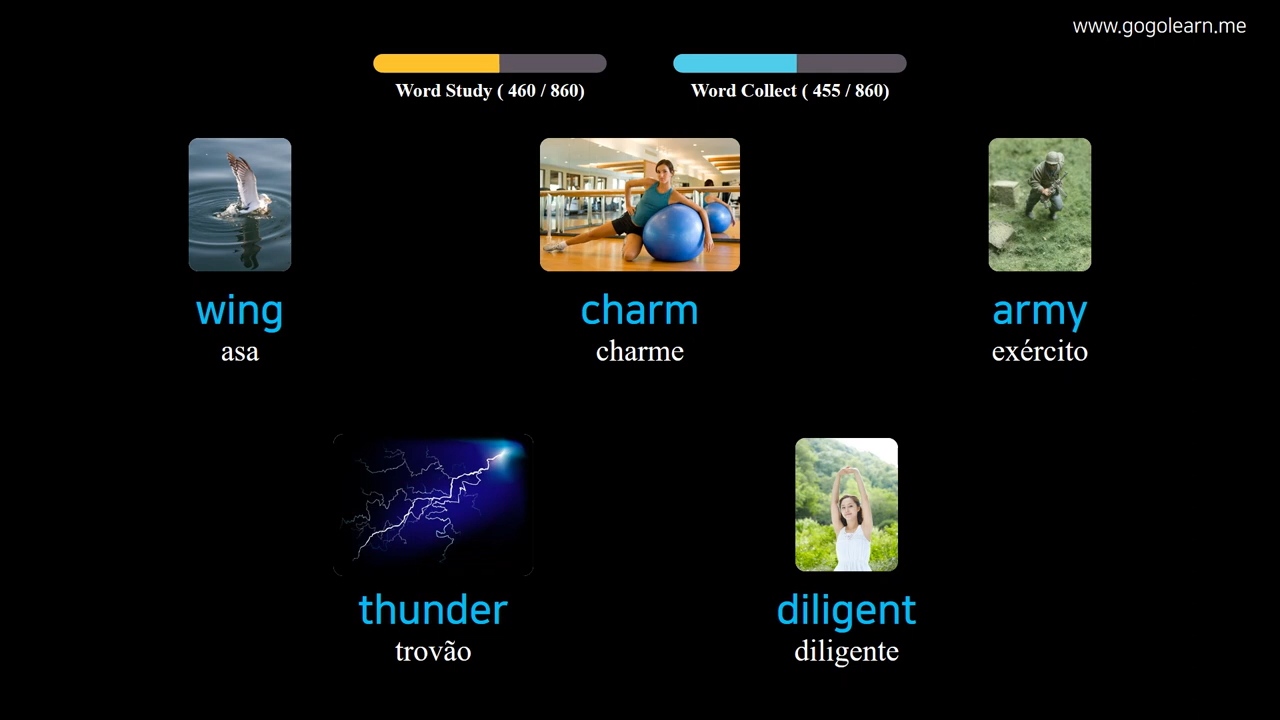 www.gogolearn.me
Word Study ( 460 / 860)
Word Collect ( 455 / 860)
wing
asa
charm
charme
army
exército
thunder
trovão
diligent
diligente